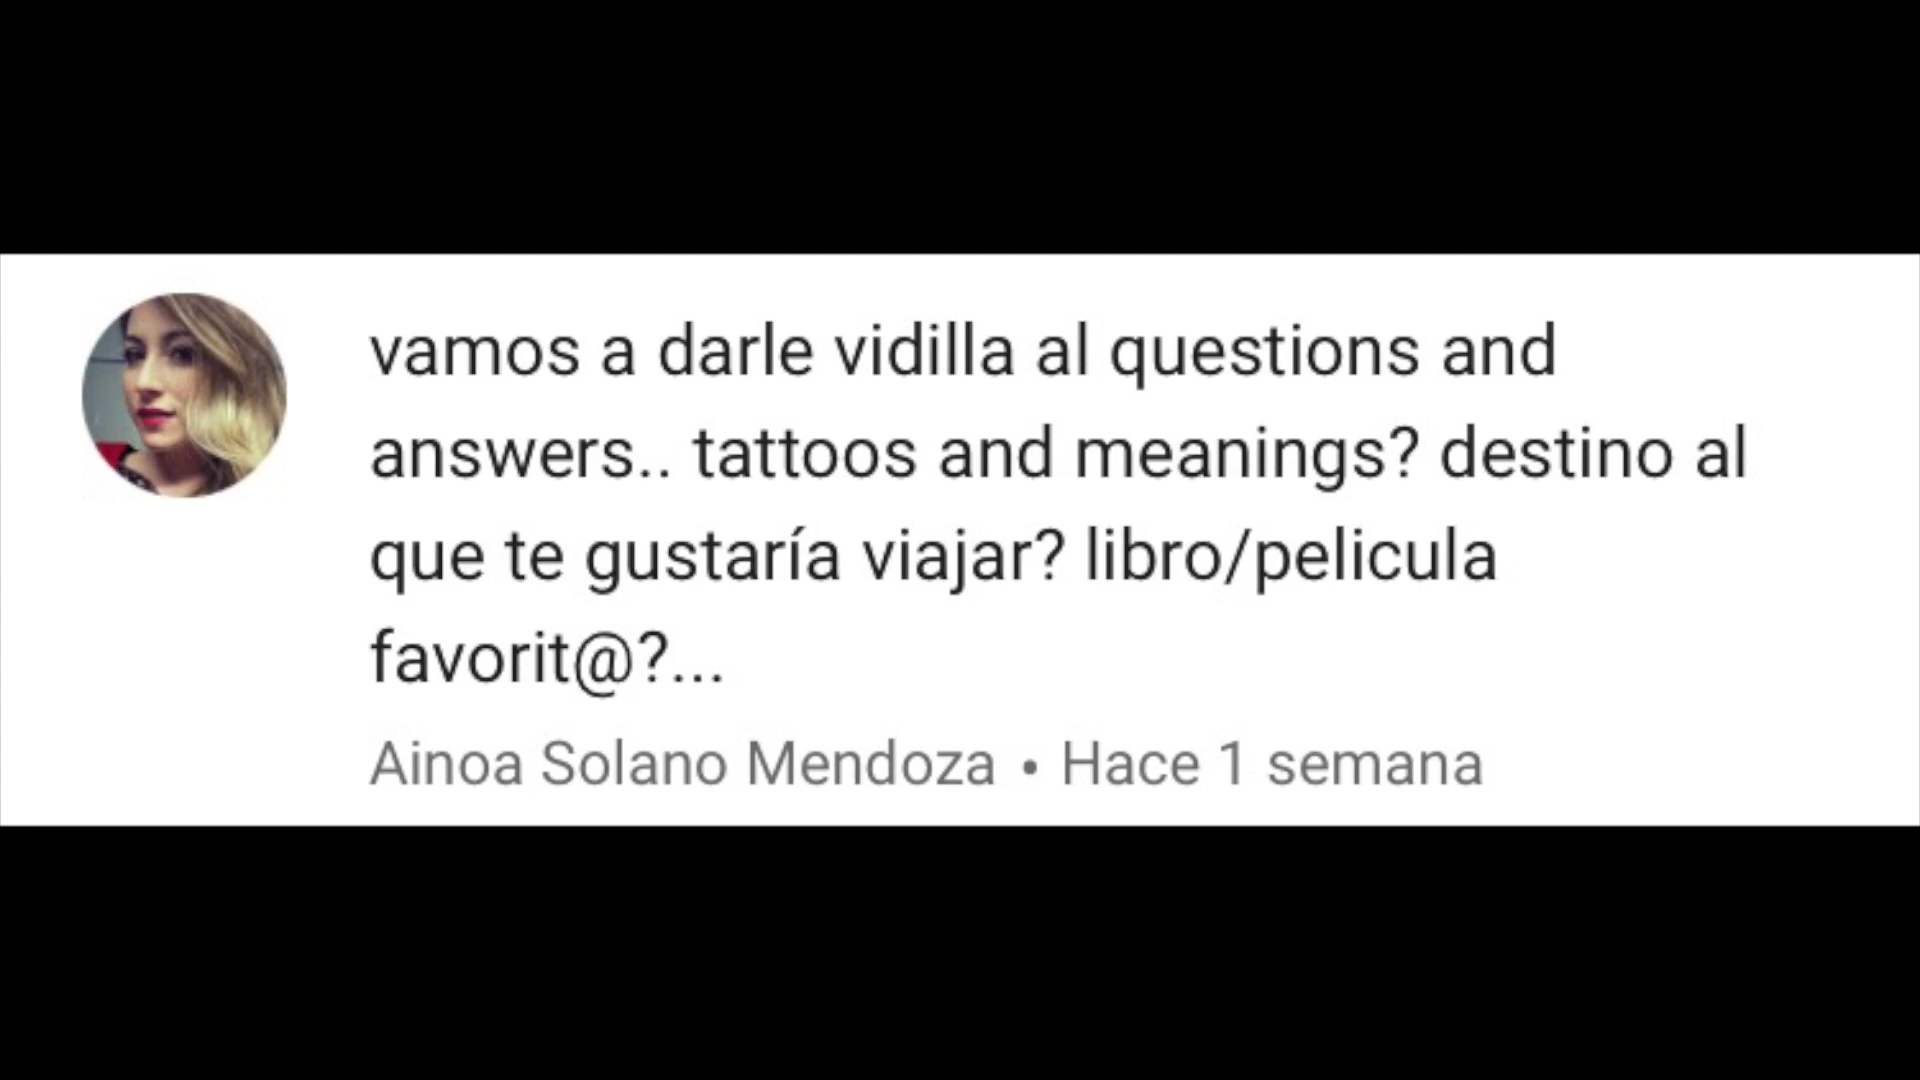 vamos a darle vidilla al questions and
answers.. tattoos and meanings? destino al
que te gustaría viajar? libro/pelicula
favorit@?...
Ainoa Solano Mendoza • Hace 1 semana